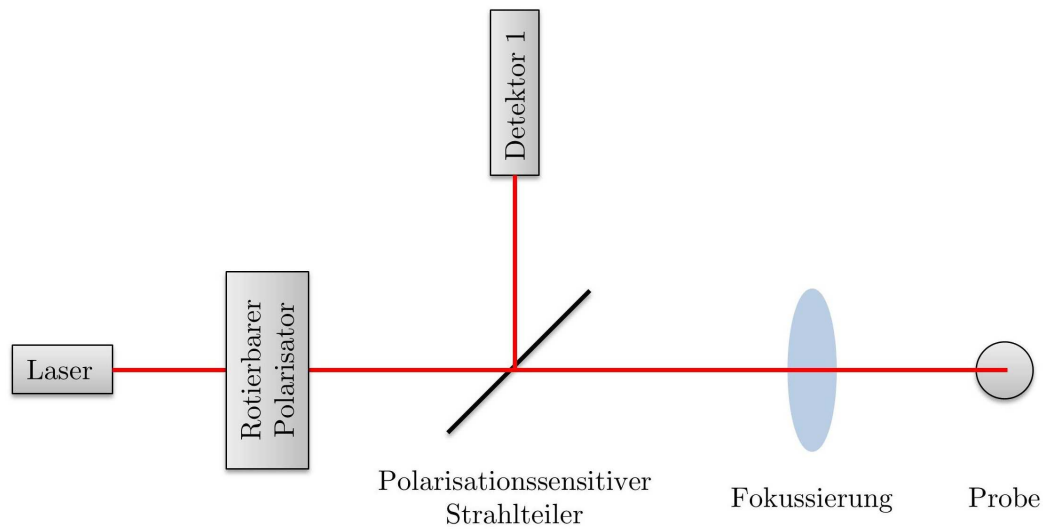 Detektor 1
Laser
Rotierbarer
Polarisator
Polarisationssensitiver
Strahlteiler
Fokussierung
Probe